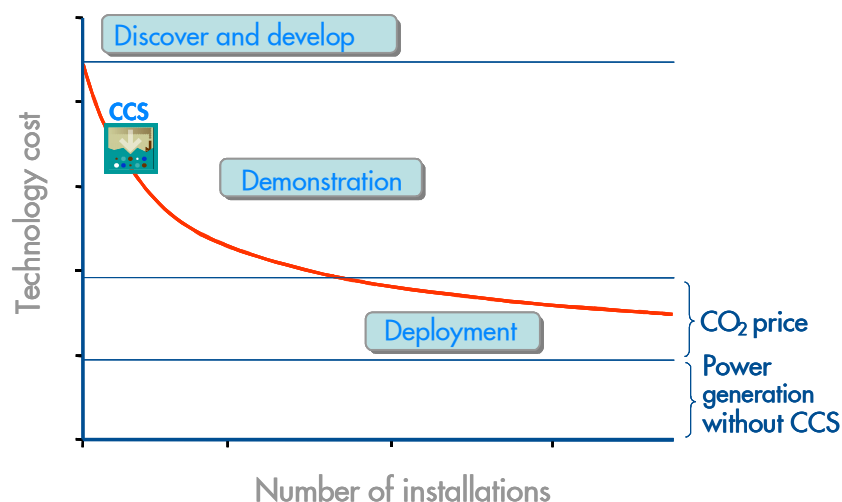 Discover and develop
CCS
Technology cost
Demonstration
Deployment
CO₂ price
Power
generation
without CCS
Number of installations